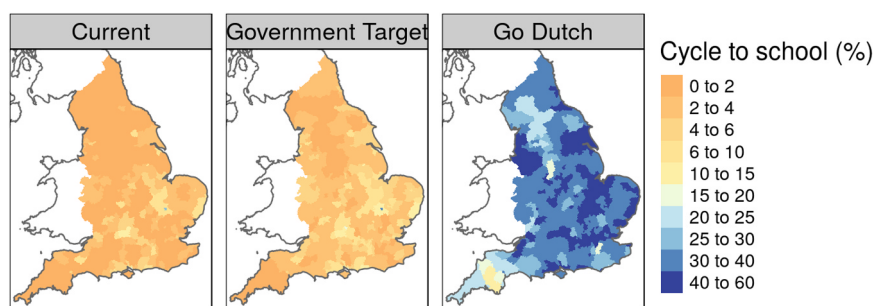 Current
Government Target
Go Dutch
Cycle to school (%)
0 to 2
2 to 4
4 to 6
6 to 10
10 to 15
15 to 20
20 to 25
25 to 30
30 to 40
40 to 60